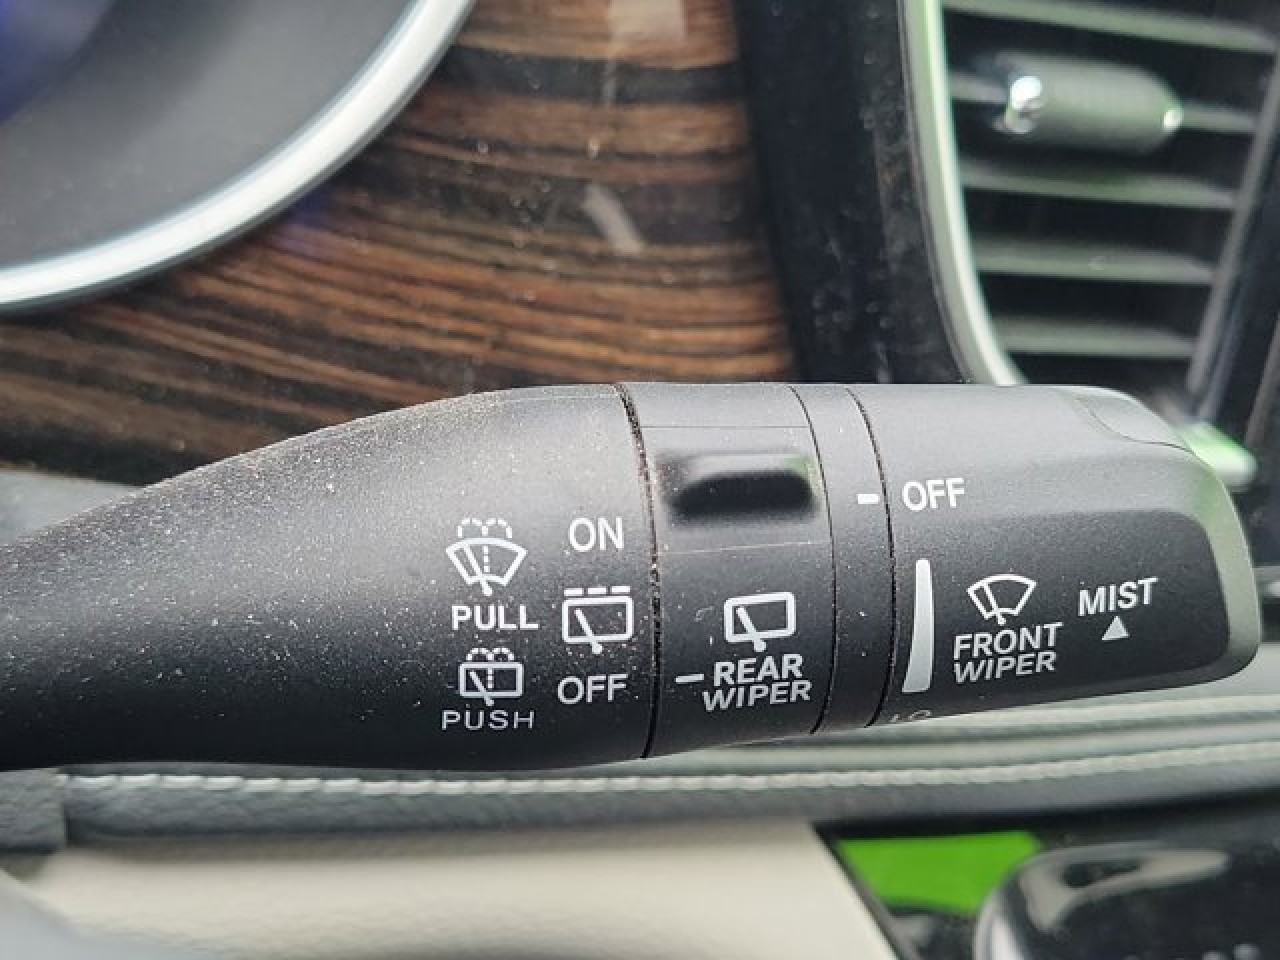 ON
OFF
PULL
PUSH
OFF
REAR
WIPER
FRONT
WIPER
MIST